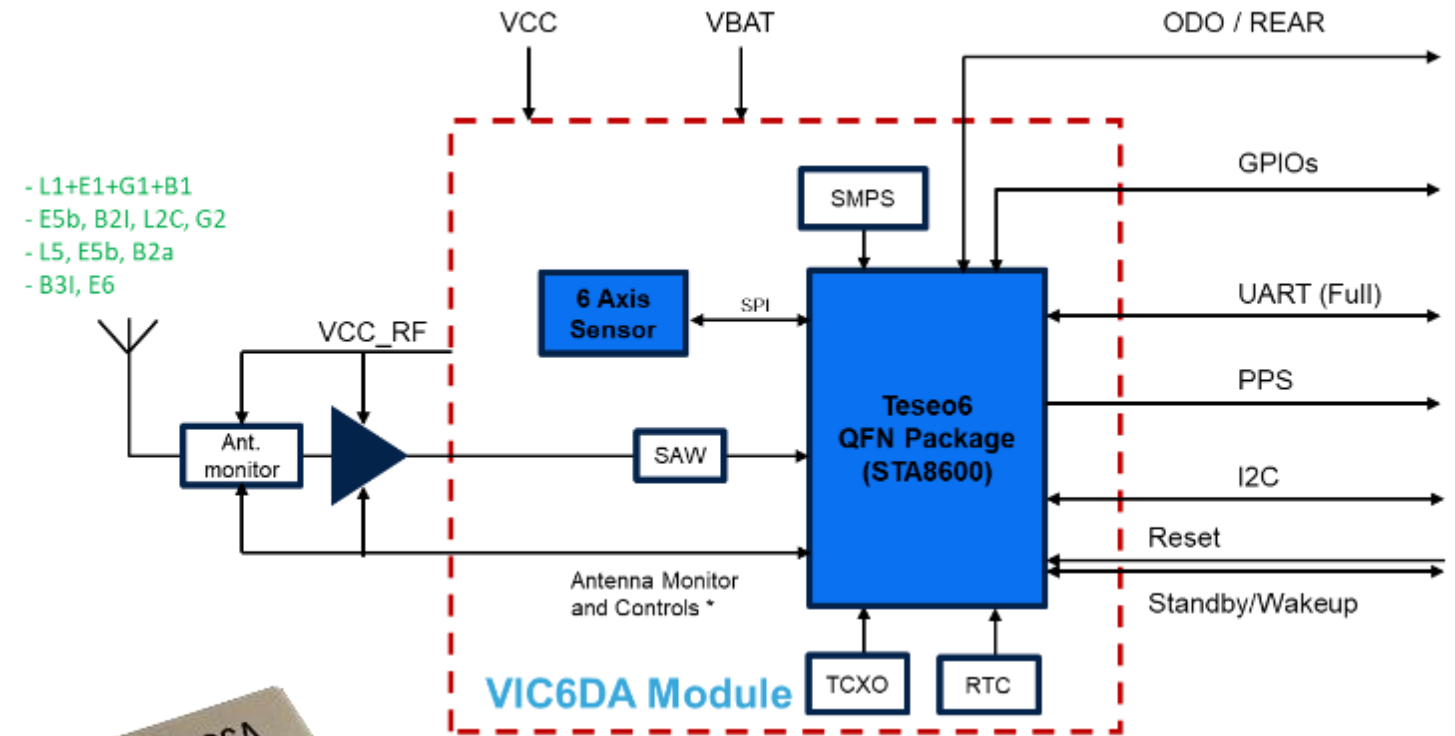 VCC
VBAT
ODO / REAR
- L1+E1+G1+B1
- E5b, B2I, L2C, G2
- L5, E5b, B2a
- B3I, E6
SMPS
GPIOs
6 Axis
Sensor
SPI
UART (Full)
VCC_RF
PPS
Teseo6
QFN Package
(STA8600)
Ant.
monitor
SAW
I2C
Reset
Antenna Monitor
and Controls *
Standby/Wakeup
VIC6DA Module
TCXO
RTC